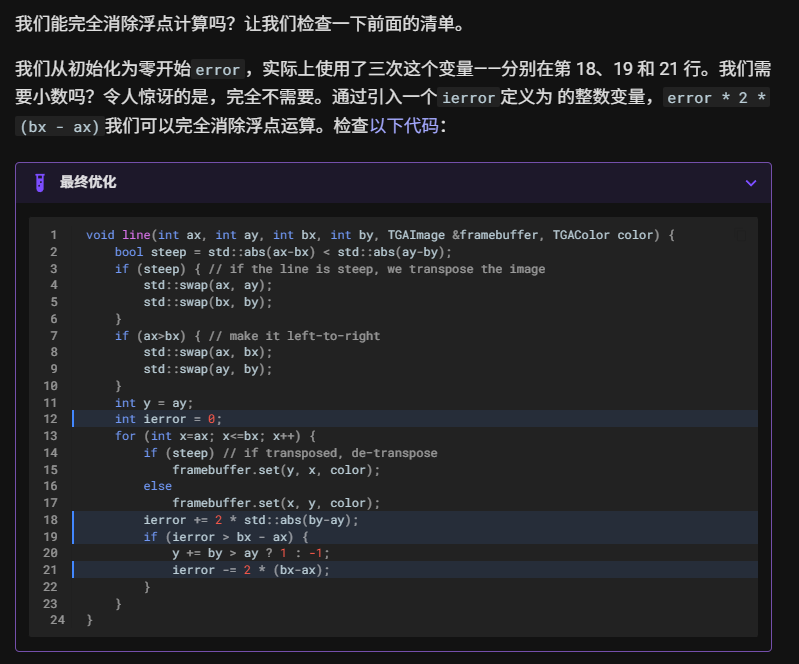 我们能完全消除浮点计算吗？让我们检查一下前面的清单。
我们从初始化为零开始error，实际上使用了三次这个变量——分别在第 18、19 和 21 行。我们需
要小数吗？令人惊讶的是，完全不需要。通过引入一个ierror定义为 的整数变量，error * 2 *
(bx - ax)我们可以完全消除浮点运算。检查以下代码：
最终优化
1 void line(int ax, int ay, int bx, int by, TGAImage &framebuffer, TGAColor color) {
2     bool steep = std::abs(ax-bx) < std::abs(ay-by);
3     if (steep) { // if the line is steep, we transpose the image
4         std::swap(ax, ay);
5         std::swap(bx, by);
6     }
7     if (ax>bx) { // make it left-to-right
8         std::swap(ax, bx);
9         std::swap(ay, by);
10     }
11     int y = ay;
12     int ierror = 0;
13     for (int x=ax; x<=bx; x++) {
14         if (steep) // if transposed, de-transpose
15             framebuffer.set(y, x, color);
16         else
17             framebuffer.set(x, y, color);
18         ierror += 2 * std::abs(by-ay);
19         if (ierror > bx - ax) {
20             y += by > ay ? 1 : -1;
21             ierror -= 2 * (bx-ax);
22         }
23     }
24 }